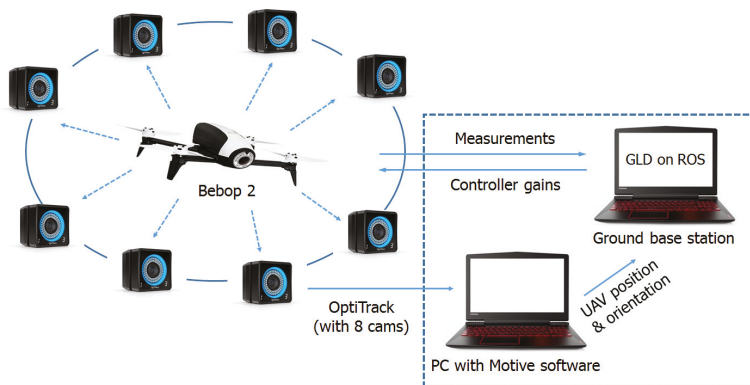 Measurements
GLD on ROS
Bebop 2
Controller gains
Ground base station
OptiTrack
(with 8 cams)
UAV position
& orientation
PC with Motive software